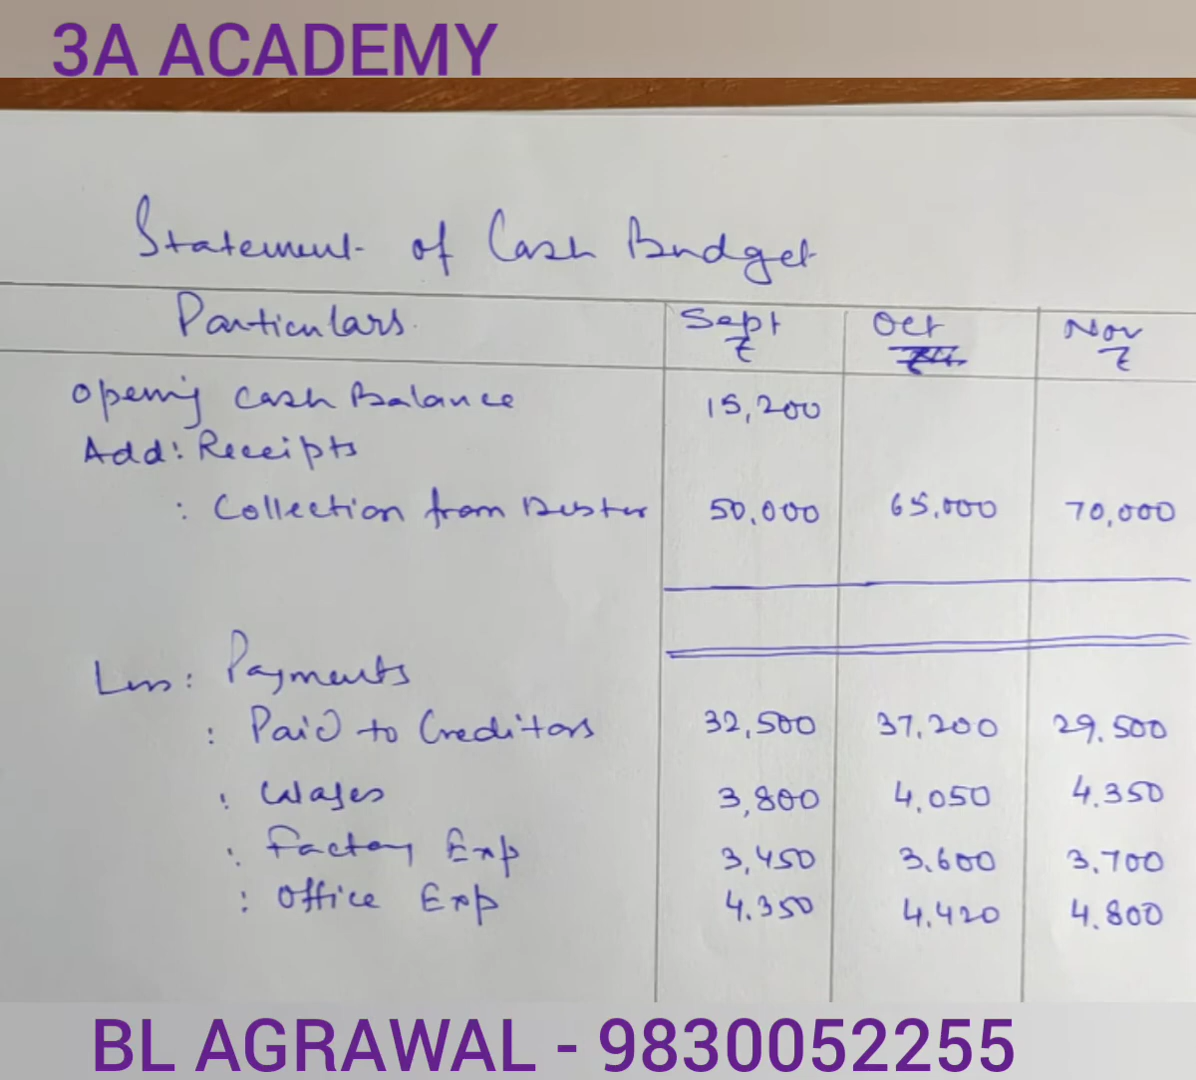 3A ACADEMY
Statement of Cash Budget
Particulars. Sept Oct Nov
₹ ₹ ₹
Opening Cash Balance 15,200
Add: Receipts
: Collection from Debtor 50,000 65,000 70,000
Less: Payments
: Paid to Creditors 32,500 37,200 29,500
: Wages 3,800 4,050 4,350
: Factory Exp 3,450 3,600 3,700
: Office Exp 4,350 4,420 4,800
BL AGRAWAL - 9830052255